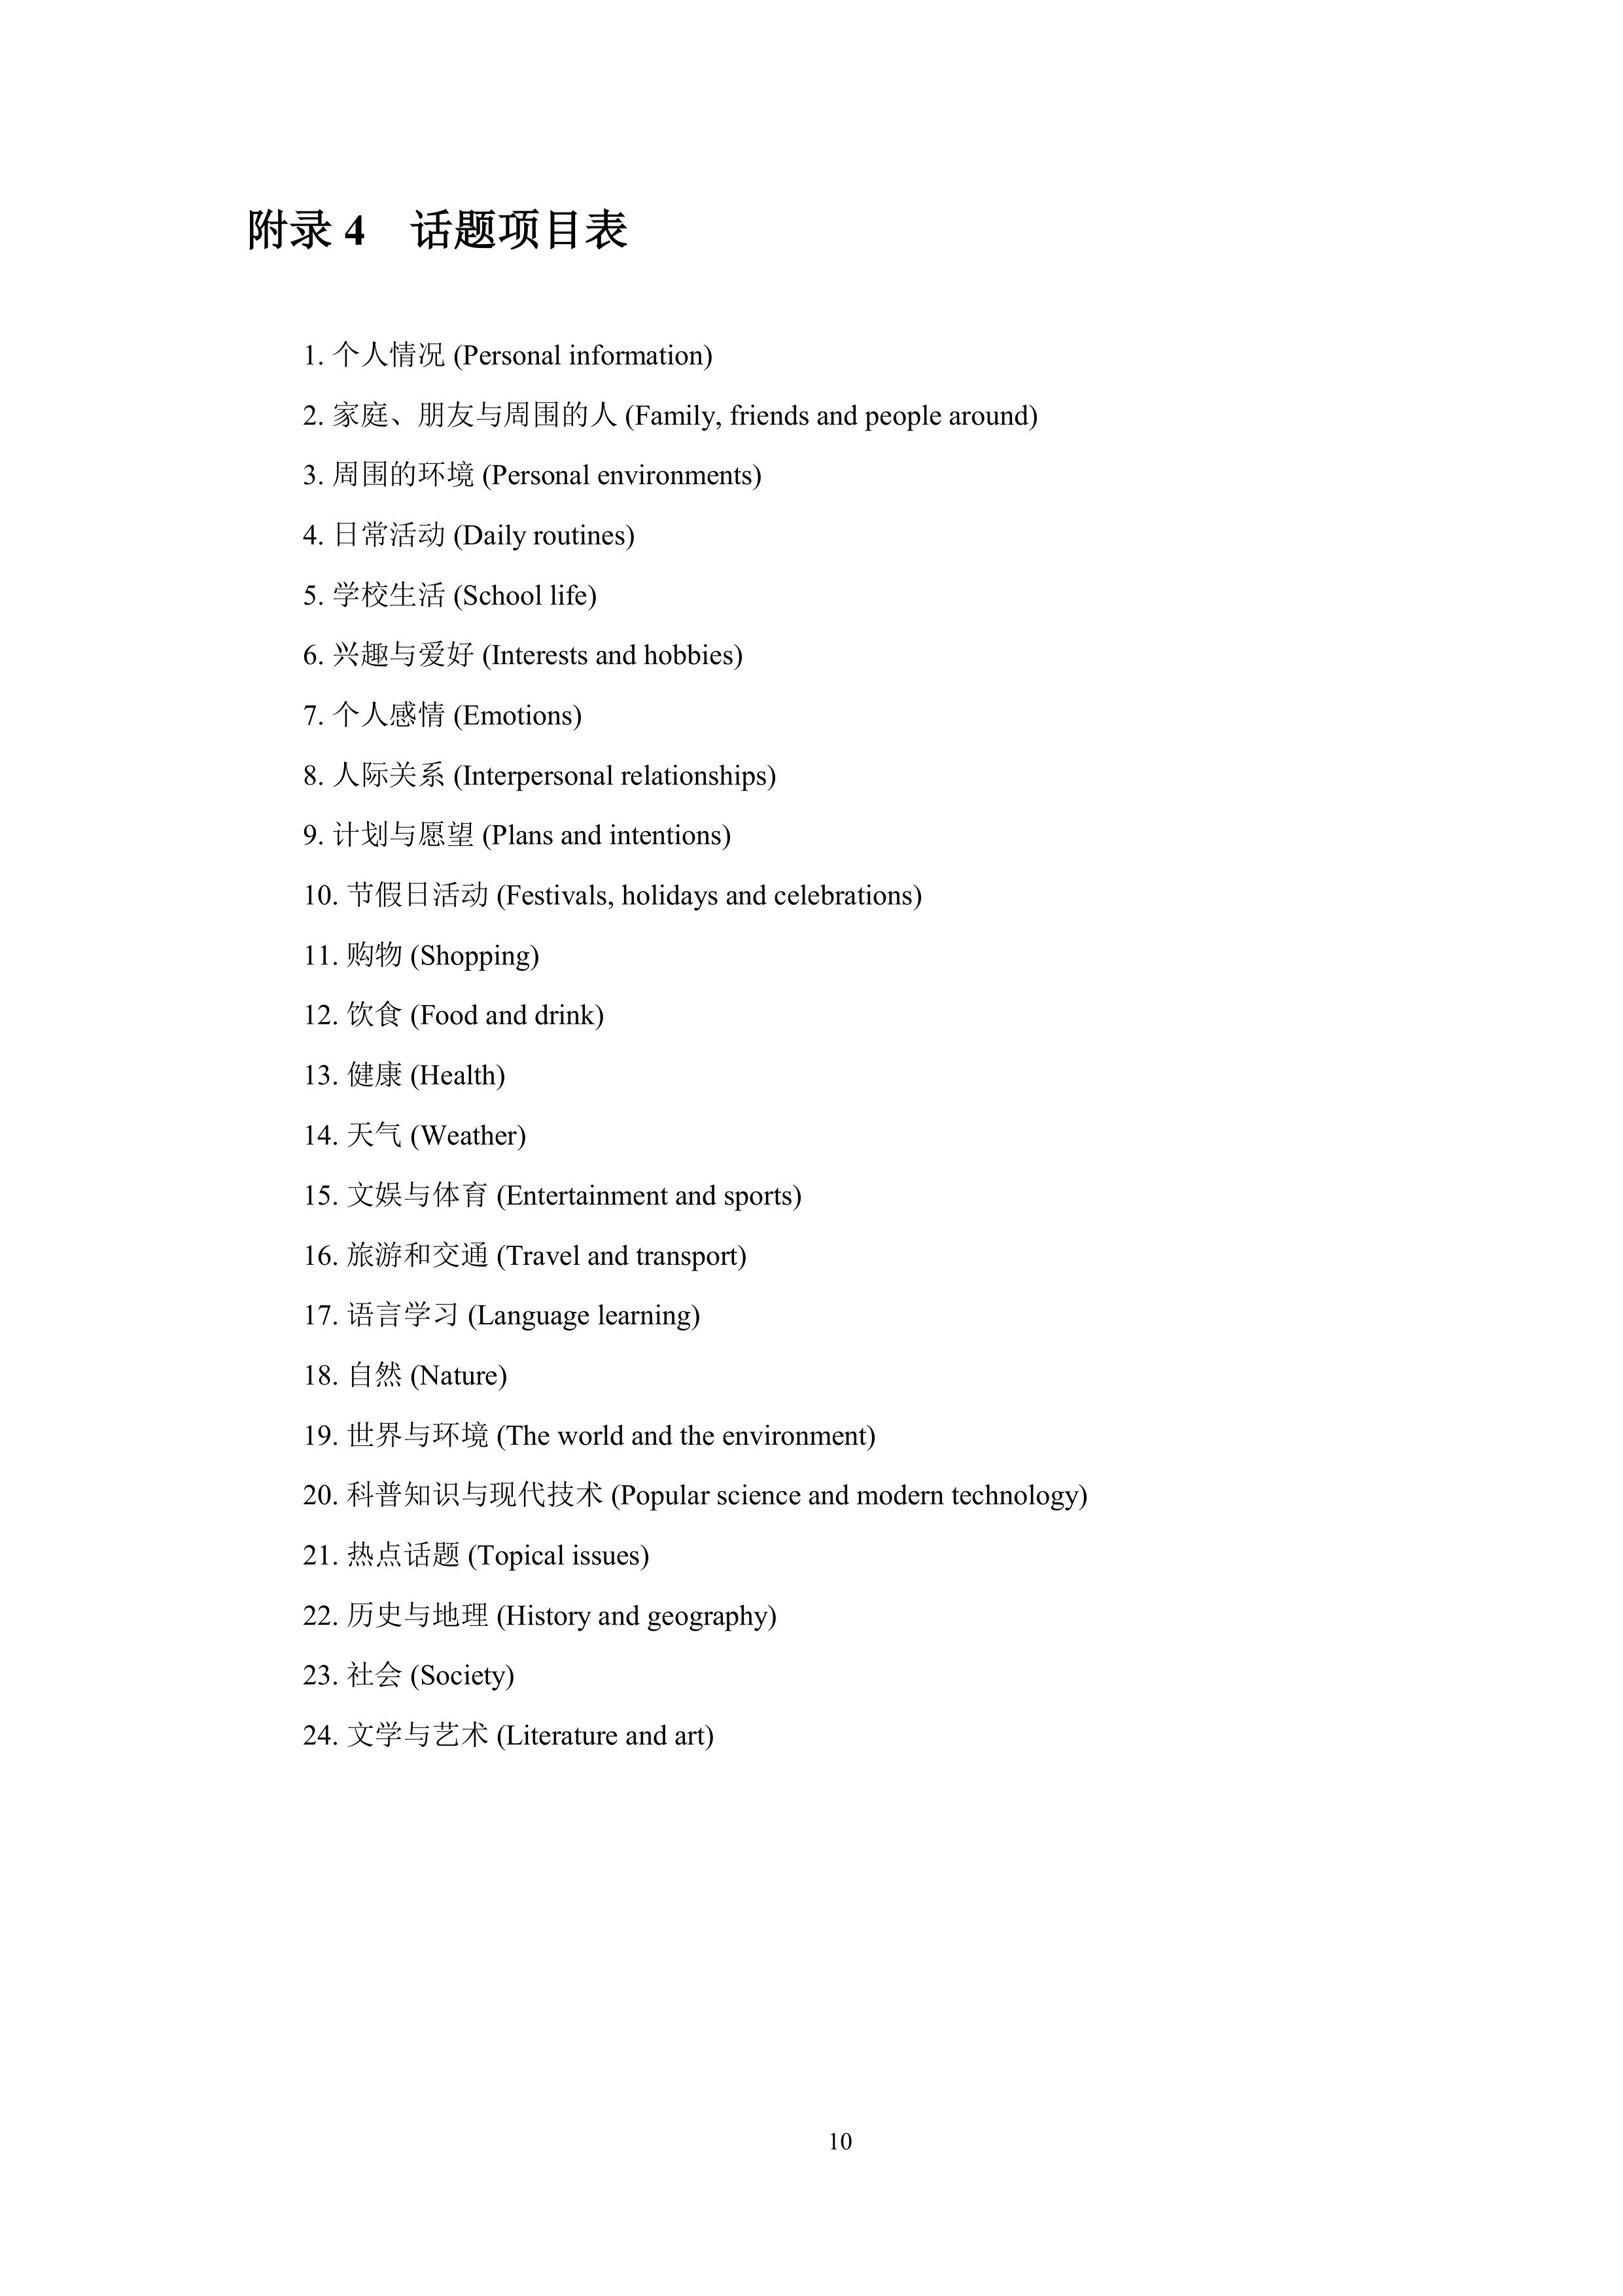 附录 4　话题项目表
1. 个人情况 (Personal information)
2. 家庭、朋友与周围的人 (Family, friends and people around)
3. 周围的环境 (Personal environments)
4. 日常活动 (Daily routines)
5. 学校生活 (School life)
6. 兴趣与爱好 (Interests and hobbies)
7. 个人感情 (Emotions)
8. 人际关系 (Interpersonal relationships)
9. 计划与愿望 (Plans and intentions)
10. 节假日活动 (Festivals, holidays and celebrations)
11. 购物 (Shopping)
12. 饮食 (Food and drink)
13. 健康 (Health)
14. 天气 (Weather)
15. 文娱与体育 (Entertainment and sports)
16. 旅游和交通 (Travel and transport)
17. 语言学习 (Language learning)
18. 自然 (Nature)
19. 世界与环境 (The world and the environment)
20. 科普知识与现代技术 (Popular science and modern technology)
21. 热点话题 (Topical issues)
22. 历史与地理 (History and geography)
23. 社会 (Society)
24. 文学与艺术 (Literature and art)
10